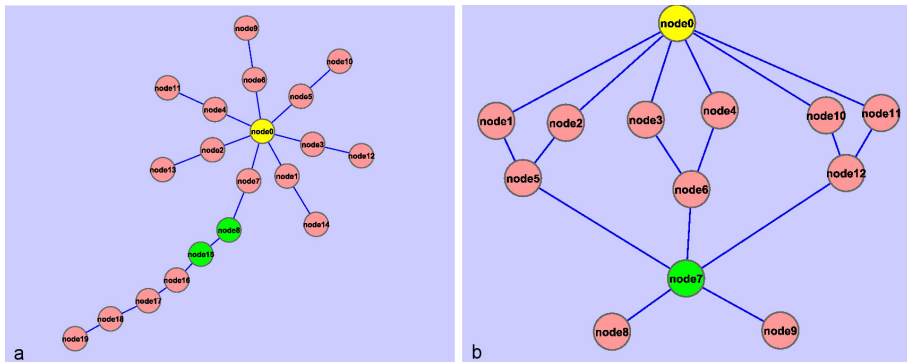 node9
node10
node6
node11
node5
node4
node0
node3
node2
node12
node13
node7
node1
node14
node8
node15
node16
node17
node18
node19
a
node0
node1
node2
node3
node4
node10
node11
node5
node6
node12
node7
node8
node9
b